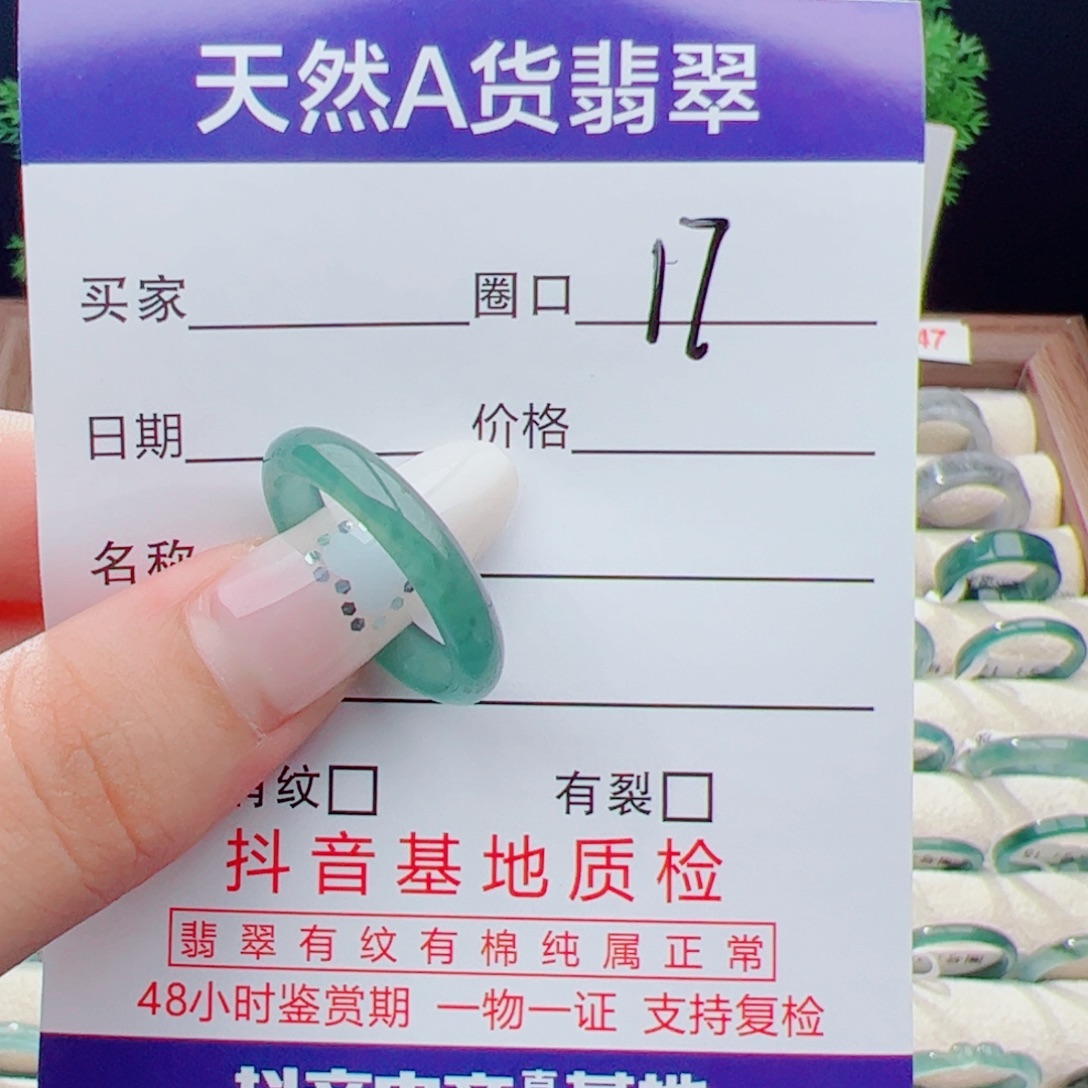 天然A货翡翠
买家 圈口 17
日期 价格
名称
有纹 有裂
抖音基地质检
翡翠有纹有棉纯属正常
48小时鉴赏期 一物一证 支持复检
47